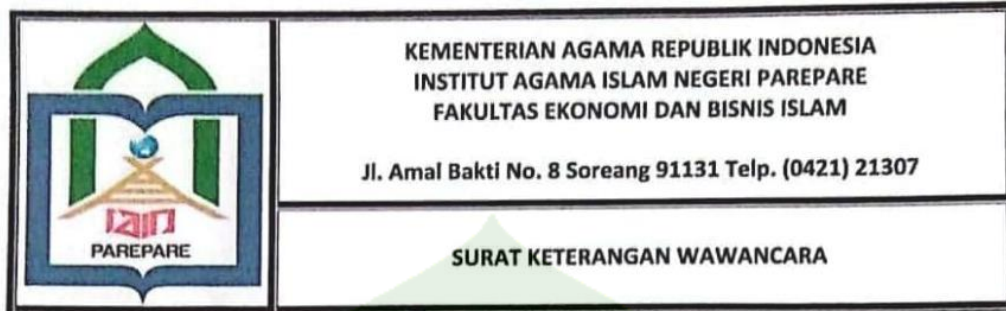 IAIN
PAREPARE
KEMENTERIAN AGAMA REPUBLIK INDONESIA
INSTITUT AGAMA ISLAM NEGERI PAREPARE
FAKULTAS EKONOMI DAN BISNIS ISLAM
Jl. Amal Bakti No. 8 Soreang 91131 Telp. (0421) 21307
SURAT KETERANGAN WAWANCARA